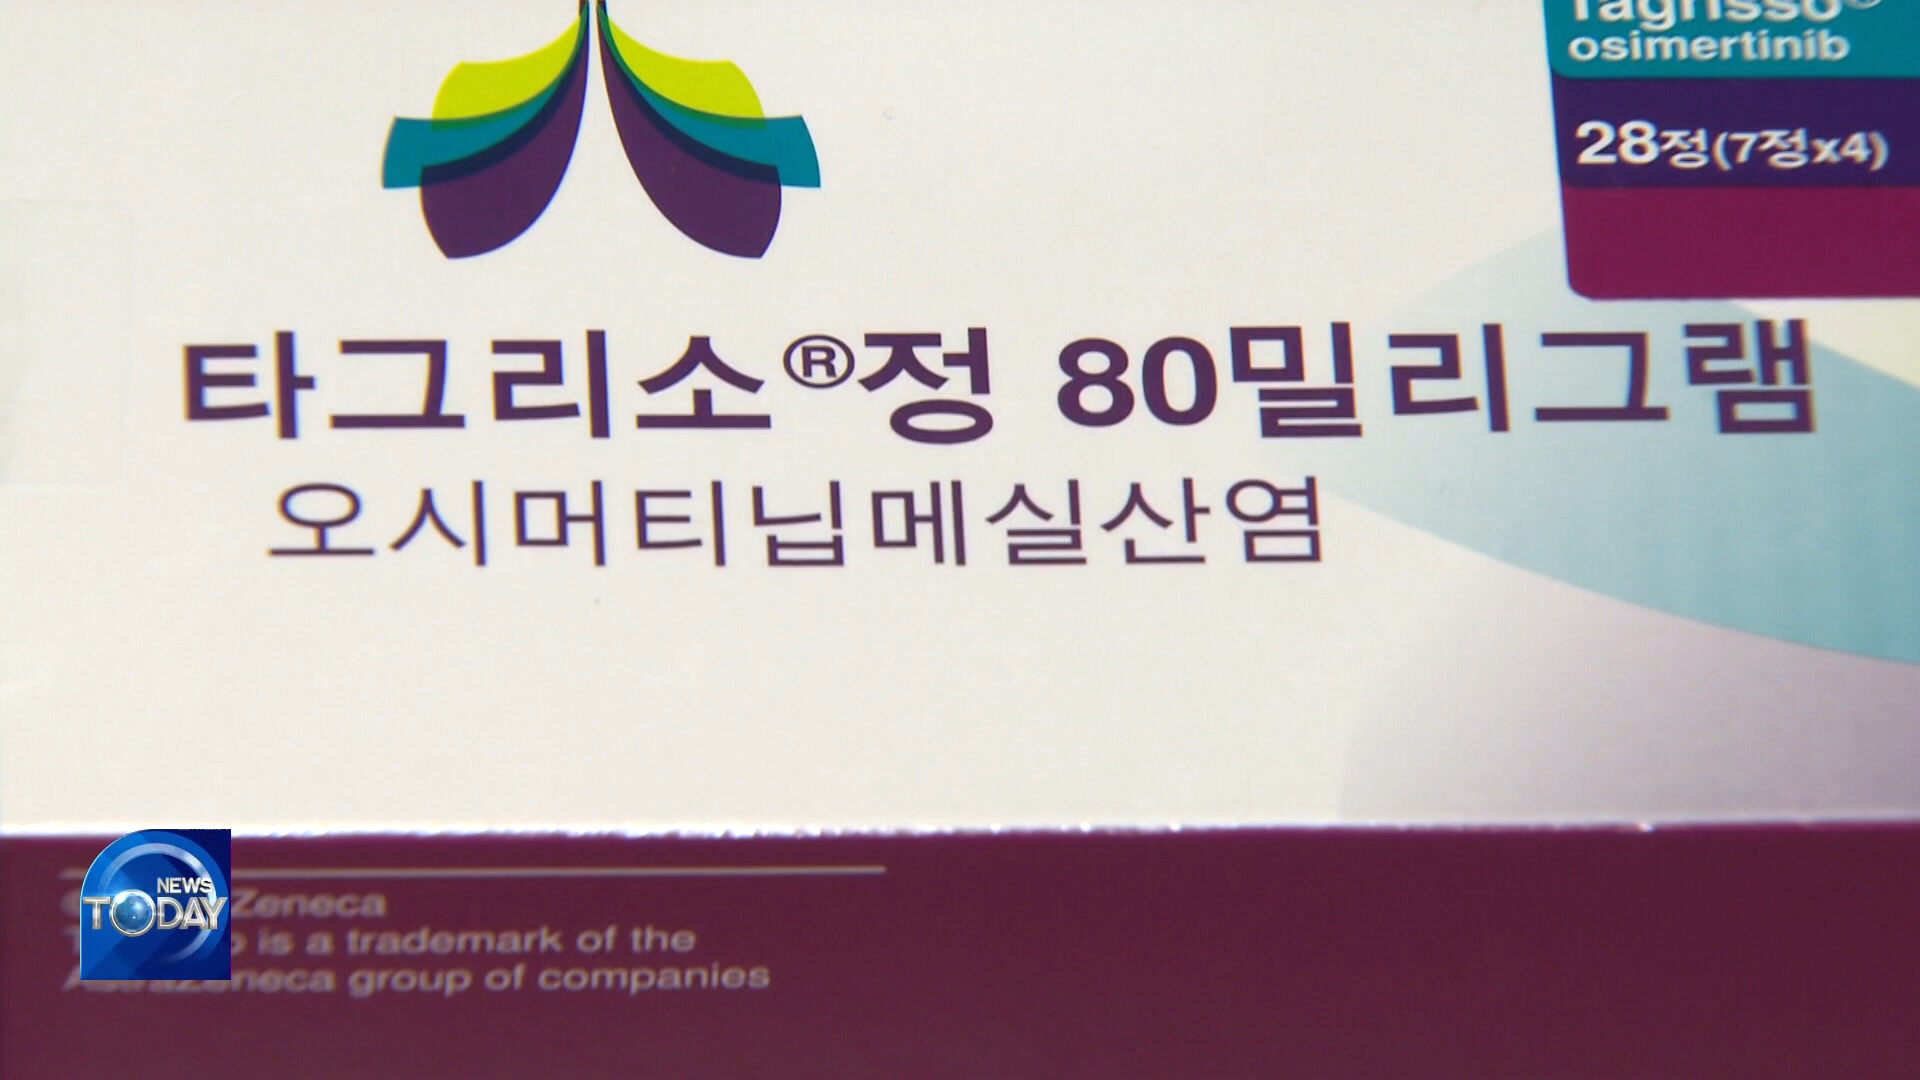 Tagrisso®
osimertinib
28정(7정x4)
타그리소®정 80밀리그램
오시머티닙메실산염
NEWS
TODAY
Zeneca
is a trademark of the
AstraZeneca group of companies